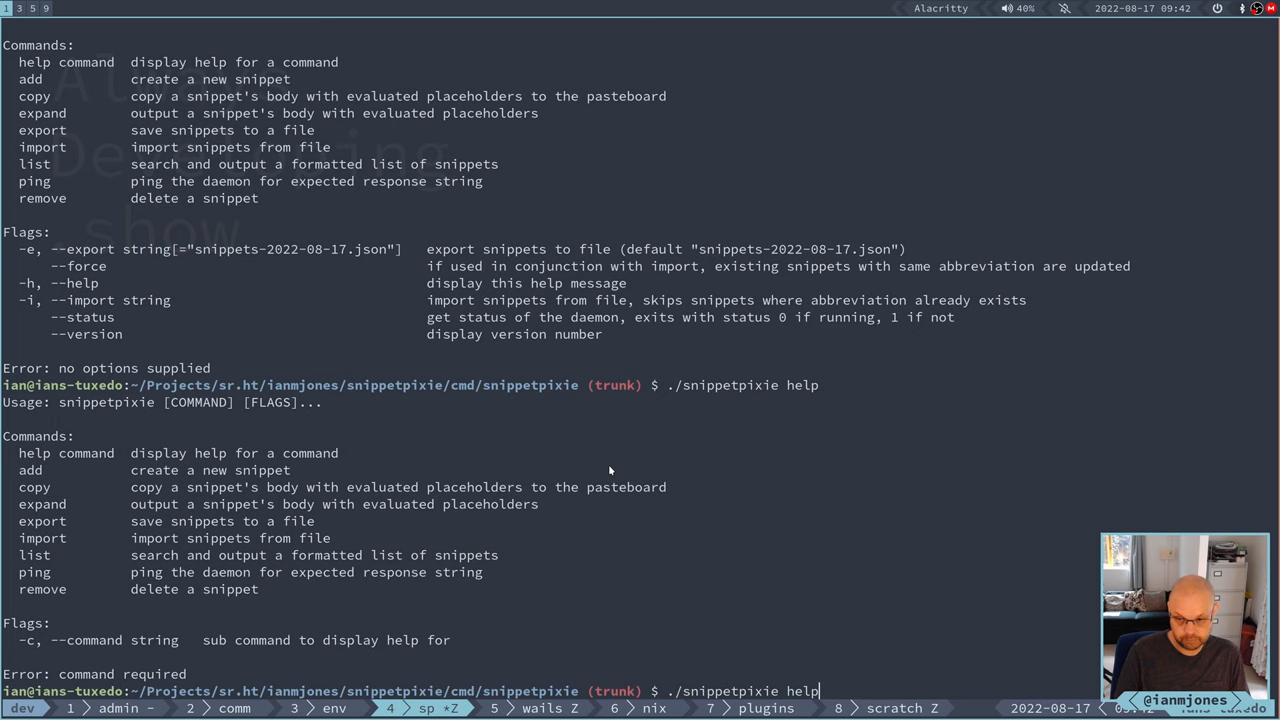 1 3 5 9 Alacritty 40% 2022-08-17 09:42
Always
Developing
.show
Commands:
help command display help for a command
add create a new snippet
copy copy a snippet's body with evaluated placeholders to the pasteboard
expand output a snippet's body with evaluated placeholders
export save snippets to a file
import import snippets from file
list search and output a formatted list of snippets
ping ping the daemon for expected response string
remove delete a snippet
Flags:
-e, --export string[="snippets-2022-08-17.json"] export snippets to file (default "snippets-2022-08-17.json")
--force if used in conjunction with import, existing snippets with same abbreviation are updated
-h, --help display this help message
-i, --import string import snippets from file, skips snippets where abbreviation already exists
--status get status of the daemon, exits with status 0 if running, 1 if not
--version display version number
Error: no options supplied
ian@ians-tuxedo:~/Projects/sr.ht/ianmjones/snippetpixie/cmd/snippetpixie (trunk) $ ./snippetpixie help
Usage: snippetpixie [COMMAND] [FLAGS]...
Commands:
help command display help for a command
add create a new snippet
copy copy a snippet's body with evaluated placeholders to the pasteboard
expand output a snippet's body with evaluated placeholders
export save snippets to a file
import import snippets from file
list search and output a formatted list of snippets
ping ping the daemon for expected response string
remove delete a snippet
Flags:
-c, --command string sub command to display help for
Error: command required
ian@ians-tuxedo:~/Projects/sr.ht/ianmjones/snippetpixie/cmd/snippetpixie (trunk) $ ./snippetpixie help
@ianmjones
dev 1 admin - 2 comm 3 env 4 sp *Z 5 wails Z 6 nix 7 plugins 8 scratch Z 2022-08-17